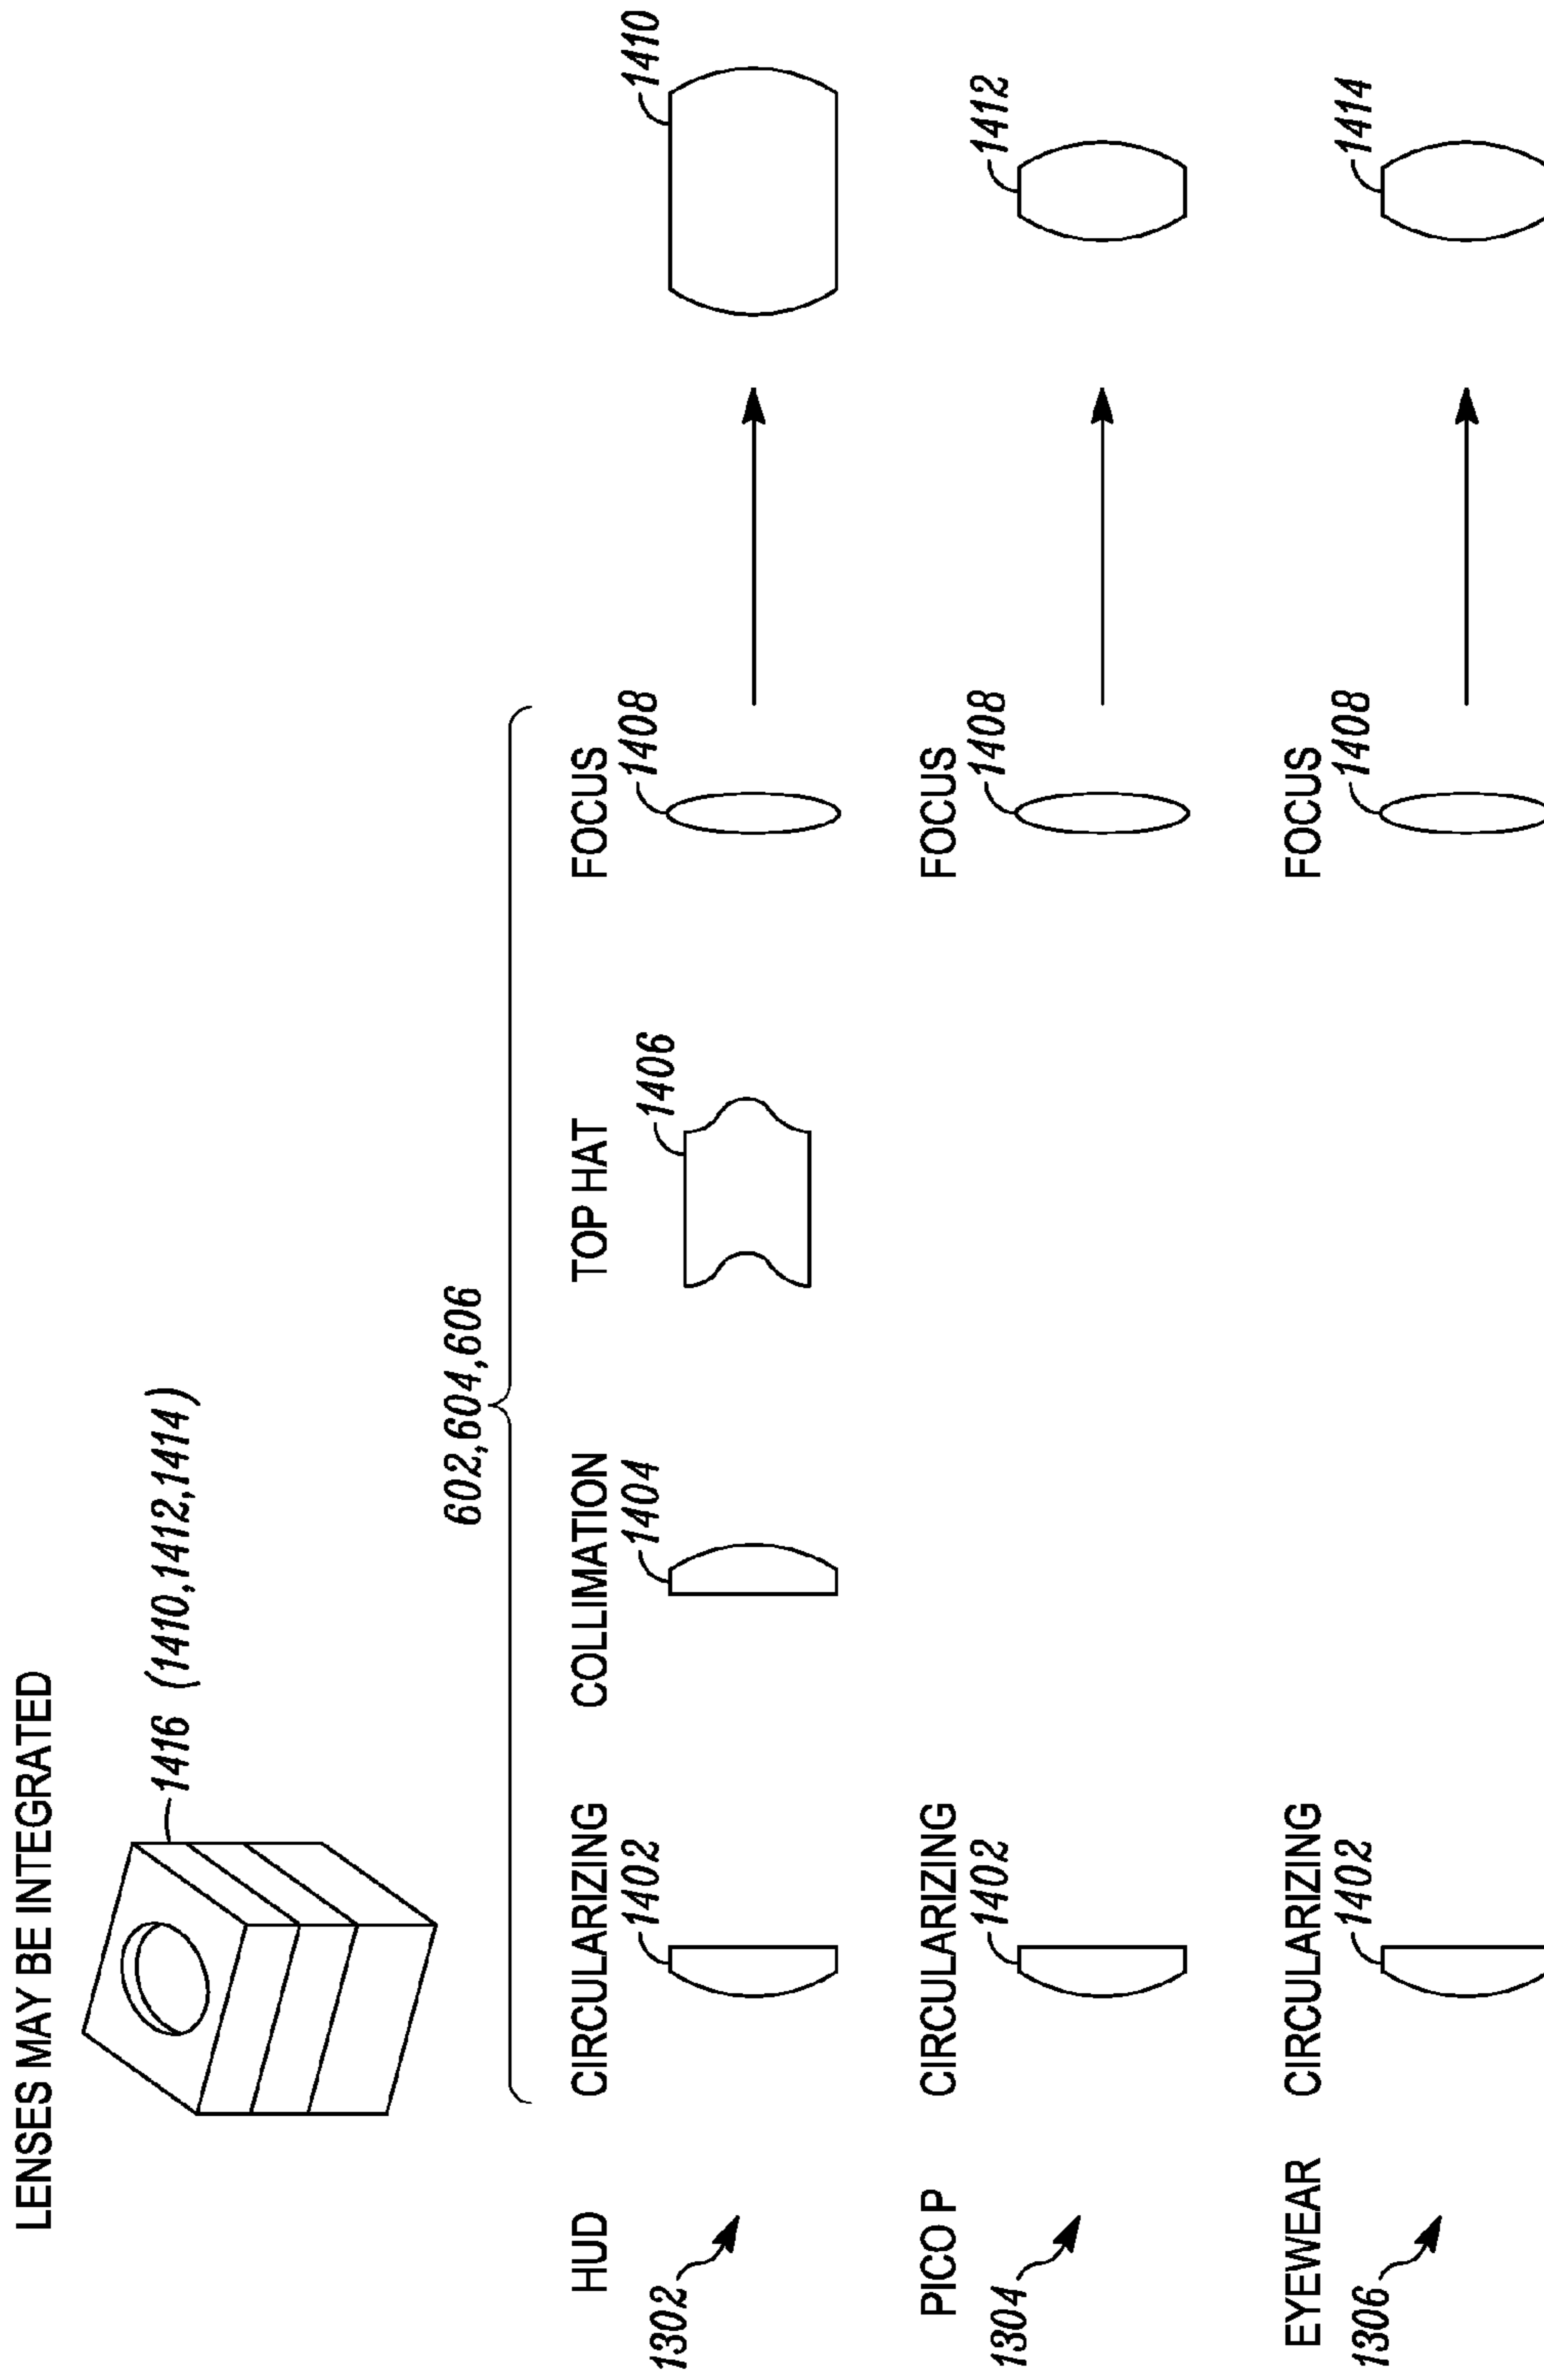 LENSES MAY BE INTEGRATED
1416 (1410,1412,1414)
602,604,606
HUD CIRCULARIZING COLLIMATION TOP HAT FOCUS
1302 1402 1404 1406 1408 1410
PICO P CIRCULARIZING FOCUS
1304 1402 1408 1412
EYEWEAR CIRCULARIZING FOCUS
1306 1402 1408 1414